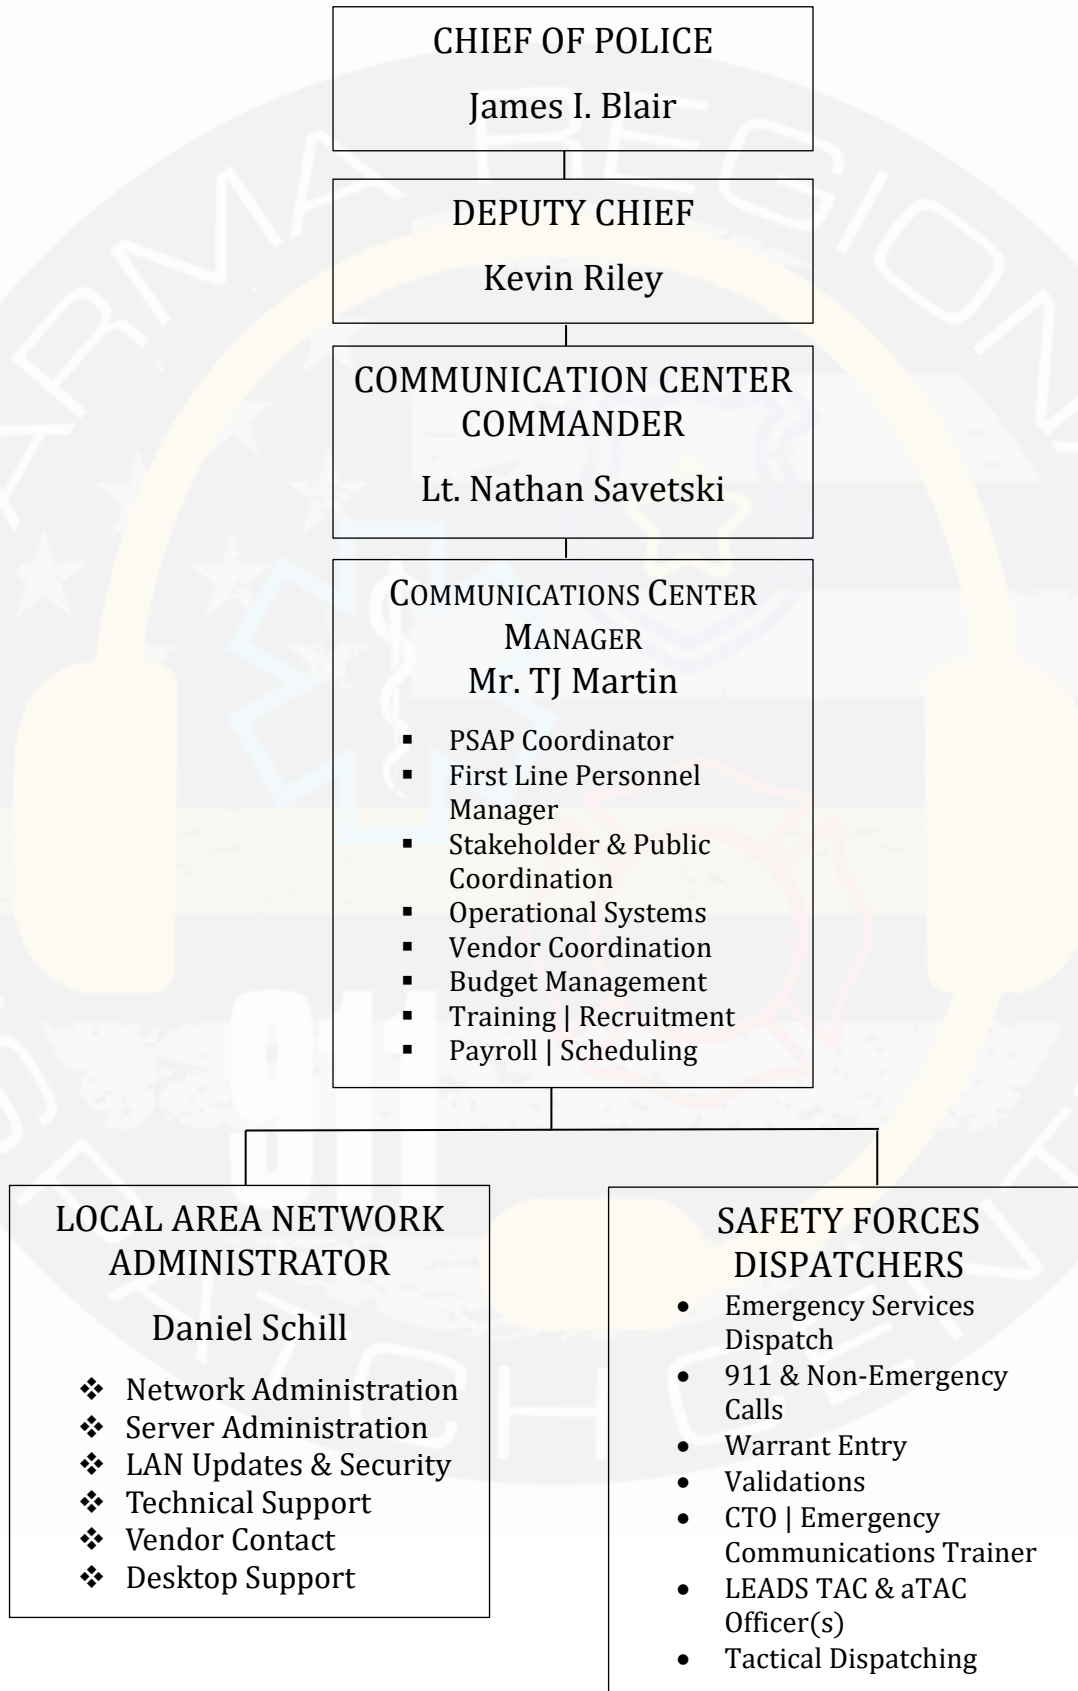 CHIEF OF POLICE
James I. Blair
DEPUTY CHIEF
Kevin Riley
COMMUNICATION CENTER
COMMANDER
Lt. Nathan Savetski
COMMUNICATIONS CENTER
MANAGER
Mr. TJ Martin
▪ PSAP Coordinator
▪ First Line Personnel
Manager
▪ Stakeholder & Public
Coordination
▪ Operational Systems
▪ Vendor Coordination
▪ Budget Management
▪ Training | Recruitment
▪ Payroll | Scheduling
LOCAL AREA NETWORK
ADMINISTRATOR
Daniel Schill
❖ Network Administration
❖ Server Administration
❖ LAN Updates & Security
❖ Technical Support
❖ Vendor Contact
❖ Desktop Support
SAFETY FORCES
DISPATCHERS
• Emergency Services
Dispatch
• 911 & Non-Emergency
Calls
• Warrant Entry
• Validations
• CTO | Emergency
Communications Trainer
• LEADS TAC & aTAC
Officer(s)
• Tactical Dispatching
911